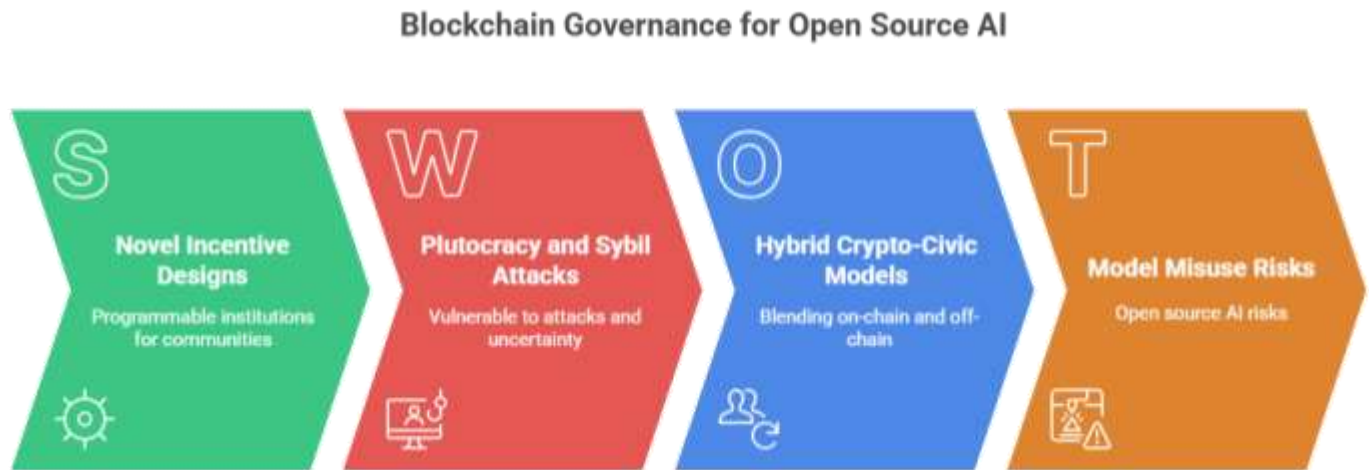 Blockchain Governance for Open Source AI
S
Novel Incentive
Designs
Programmable institutions
for communities
W
Plutocracy and Sybil
Attacks
Vulnerable to attacks and
uncertainty
O
Hybrid Crypto-Civic
Models
Blending on-chain and off-
chain
T
Model Misuse Risks
Open source AI risks